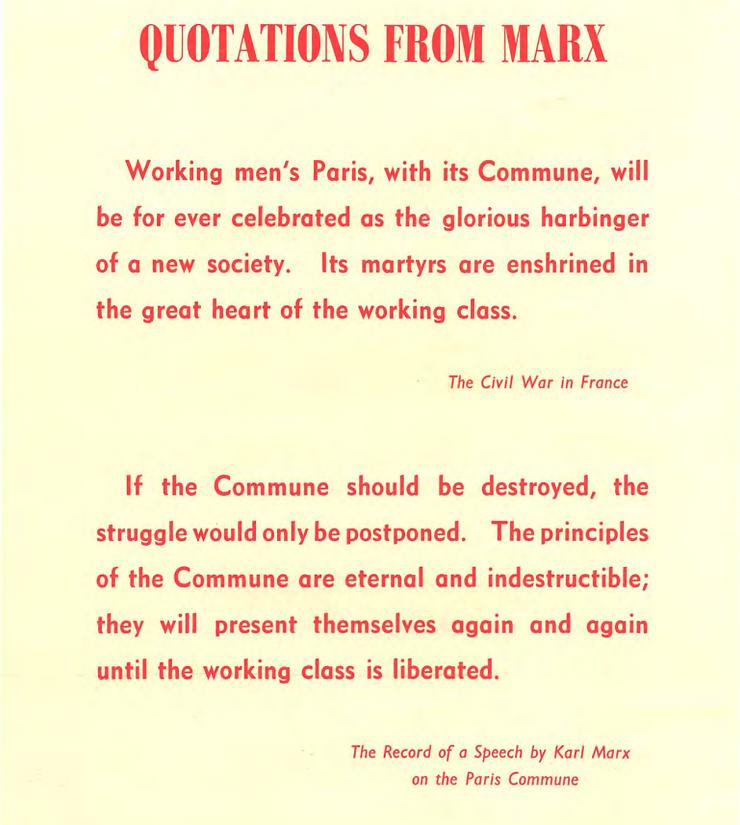 QUOTATIONS FROM MARX
Working men's Paris, with its Commune, will
be for ever celebrated as the glorious harbinger
of a new society. Its martyrs are enshrined in
the great heart of the working class.
The Civil War in France
If the Commune should be destroyed, the
struggle would only be postponed. The principles
of the Commune are eternal and indestructible;
they will present themselves again and again
until the working class is liberated.
The Record of a Speech by Karl Marx
on the Paris Commune